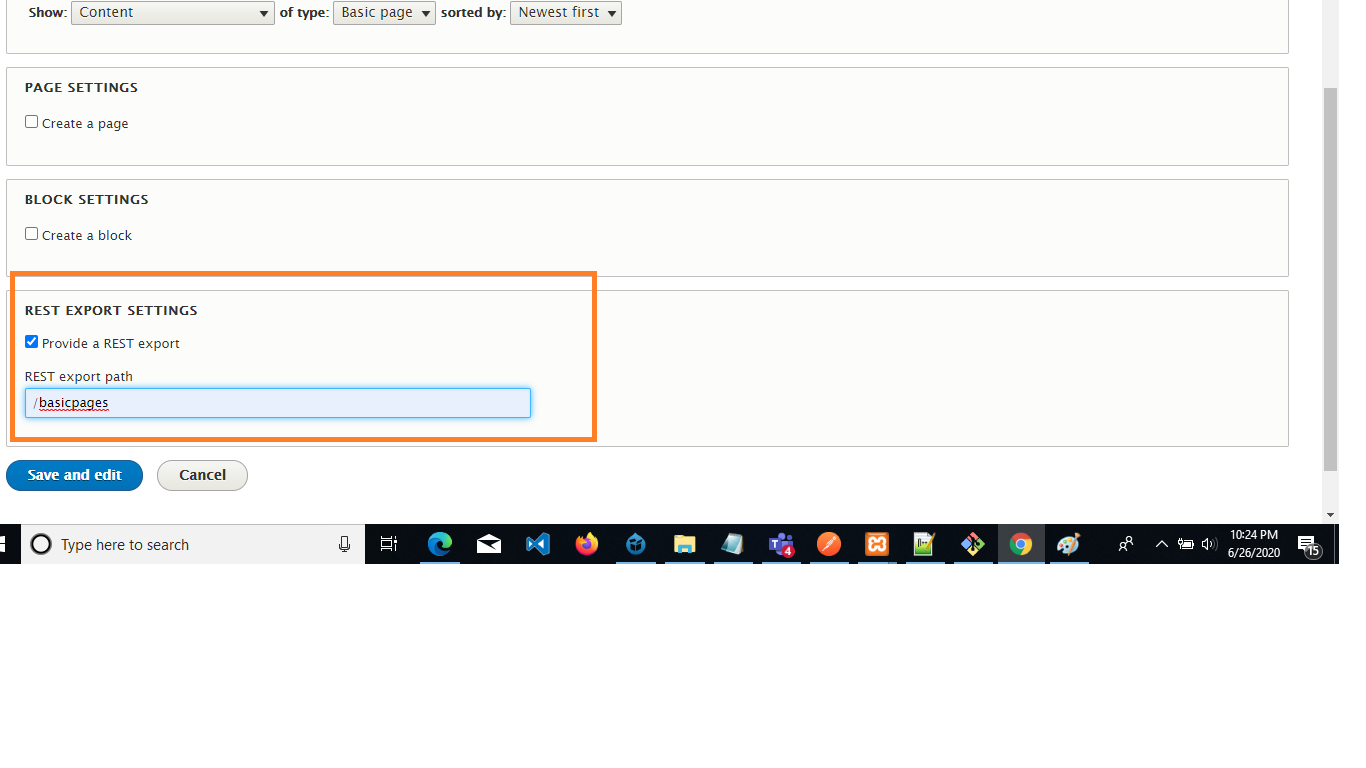 Show: Content of type: Basic page sorted by: Newest first
PAGE SETTINGS
Create a page
BLOCK SETTINGS
Create a block
REST EXPORT SETTINGS
Provide a REST export
REST export path
/basicpages
Save and edit Cancel
Type here to search
4
10:24 PM
6/26/2020
15